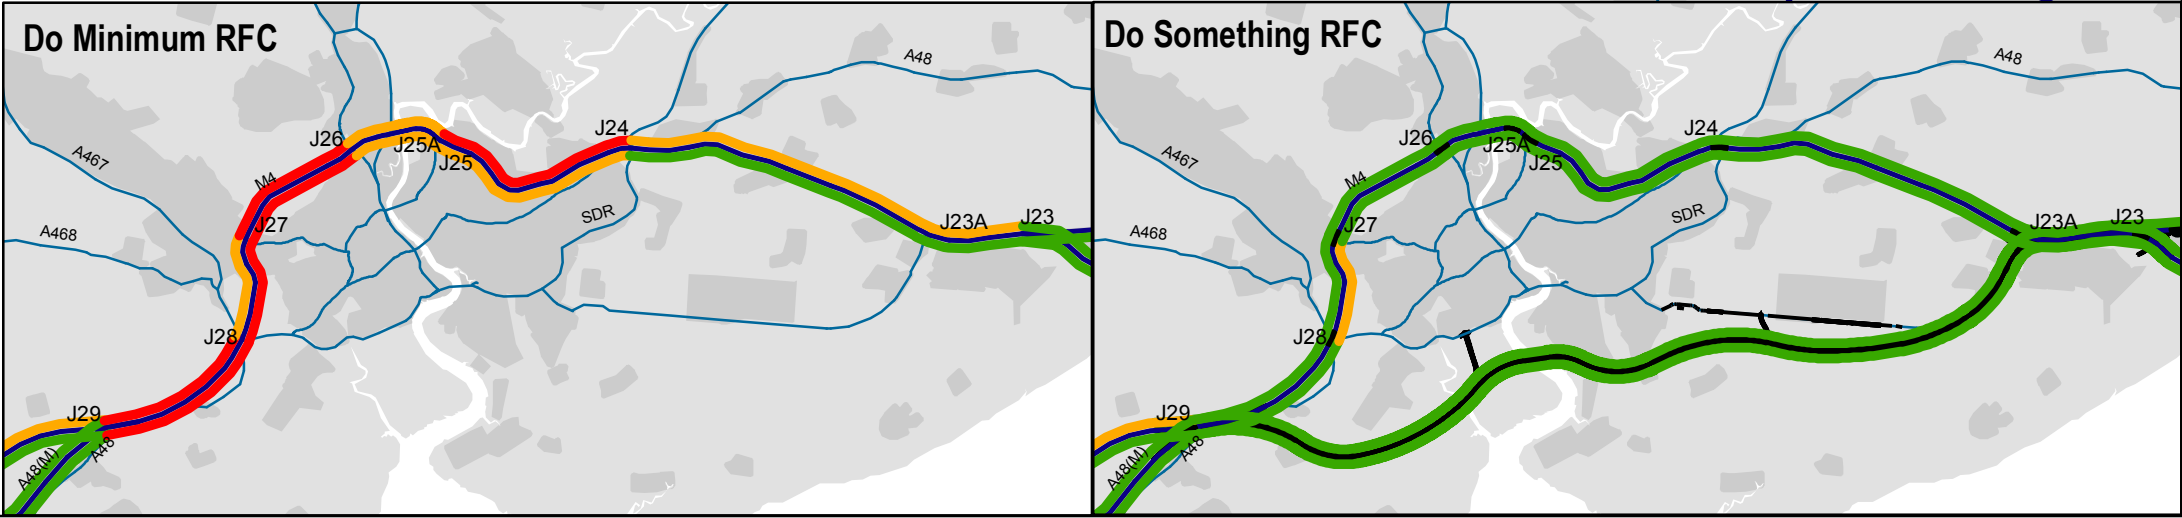 Do Minimum RFC
A48
J26
J25A
J25
J24
A467
M4
J27
SDR
A468
J23A
J23
J28
J29
A48(M)
A48
Do Something RFC
A48
J26
J25A
J25
J24
A467
M4
J27
SDR
A468
J23A
J23
J28
J29
A48(M)
A48